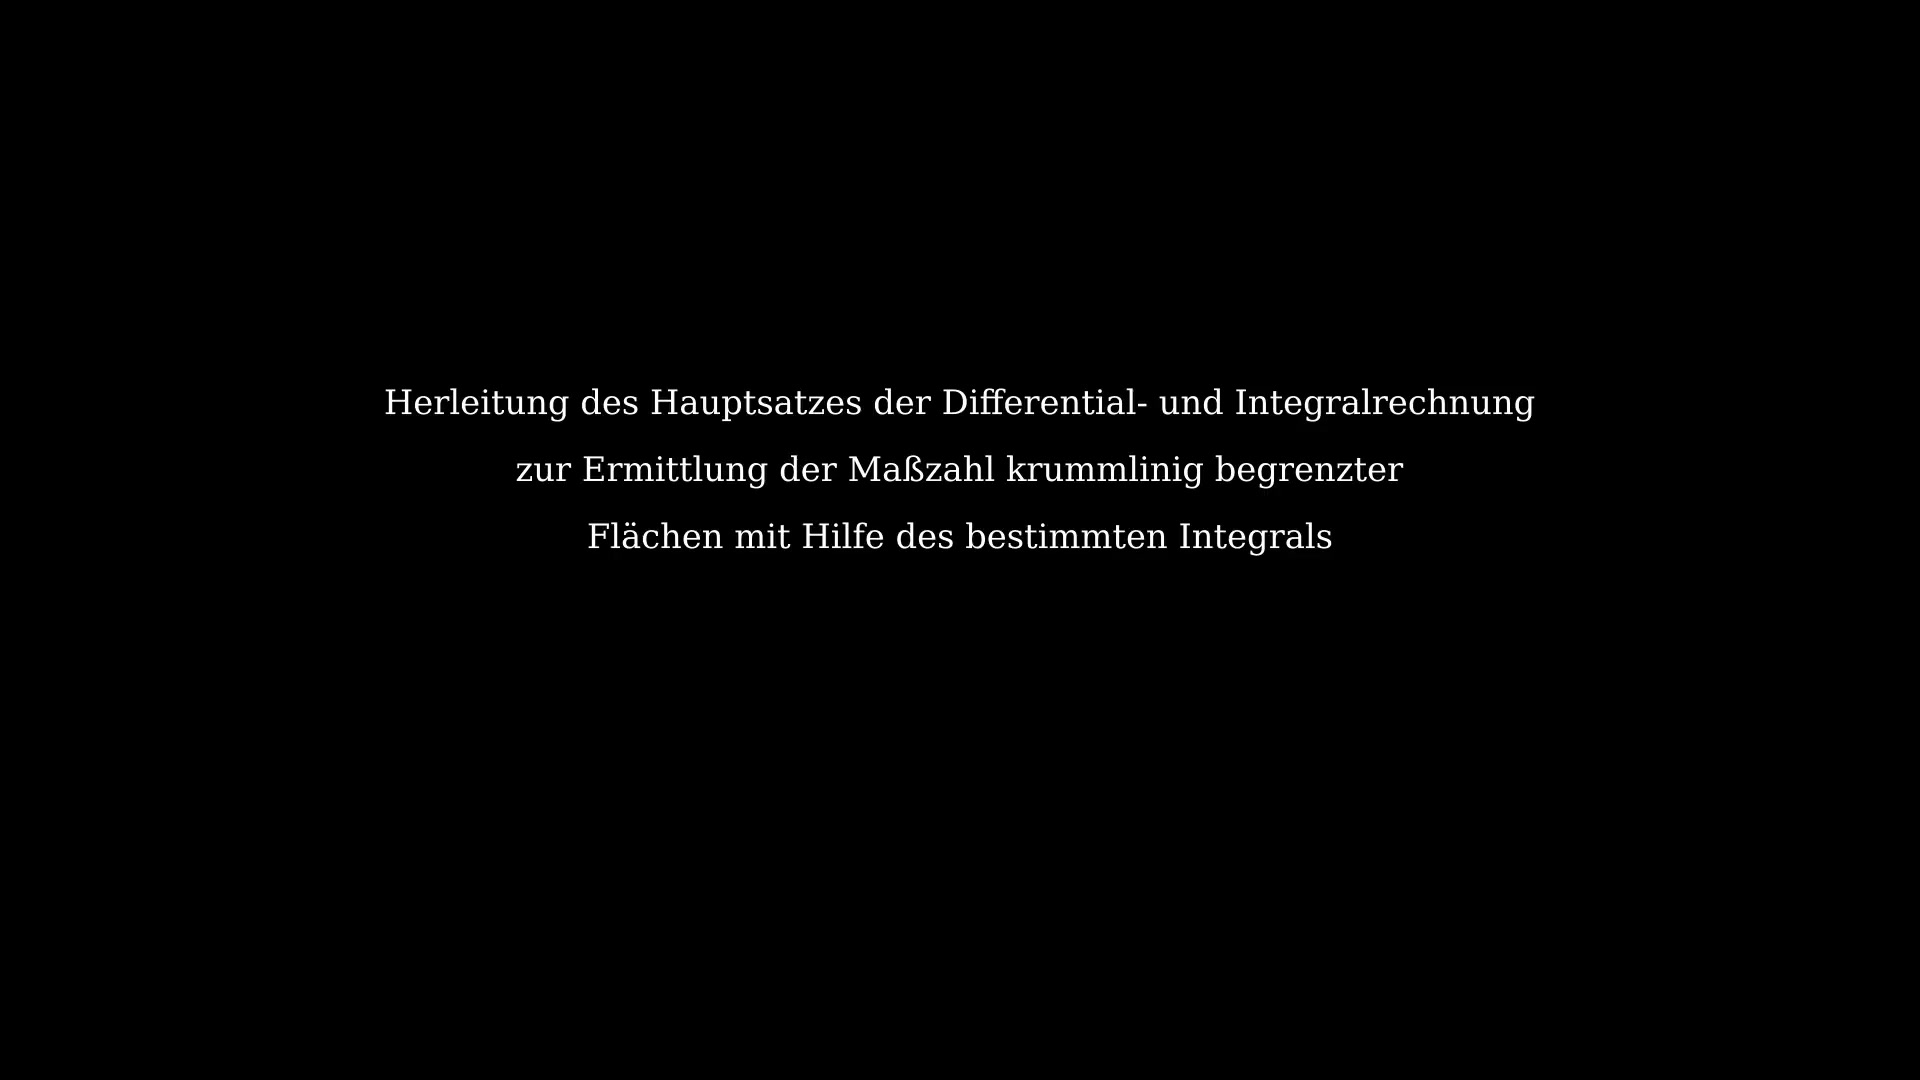 Herleitung des Hauptsatzes der Differential- und Integralrechnung
zur Ermittlung der Maßzahl krummlinig begrenzter
Flächen mit Hilfe des bestimmten Integrals